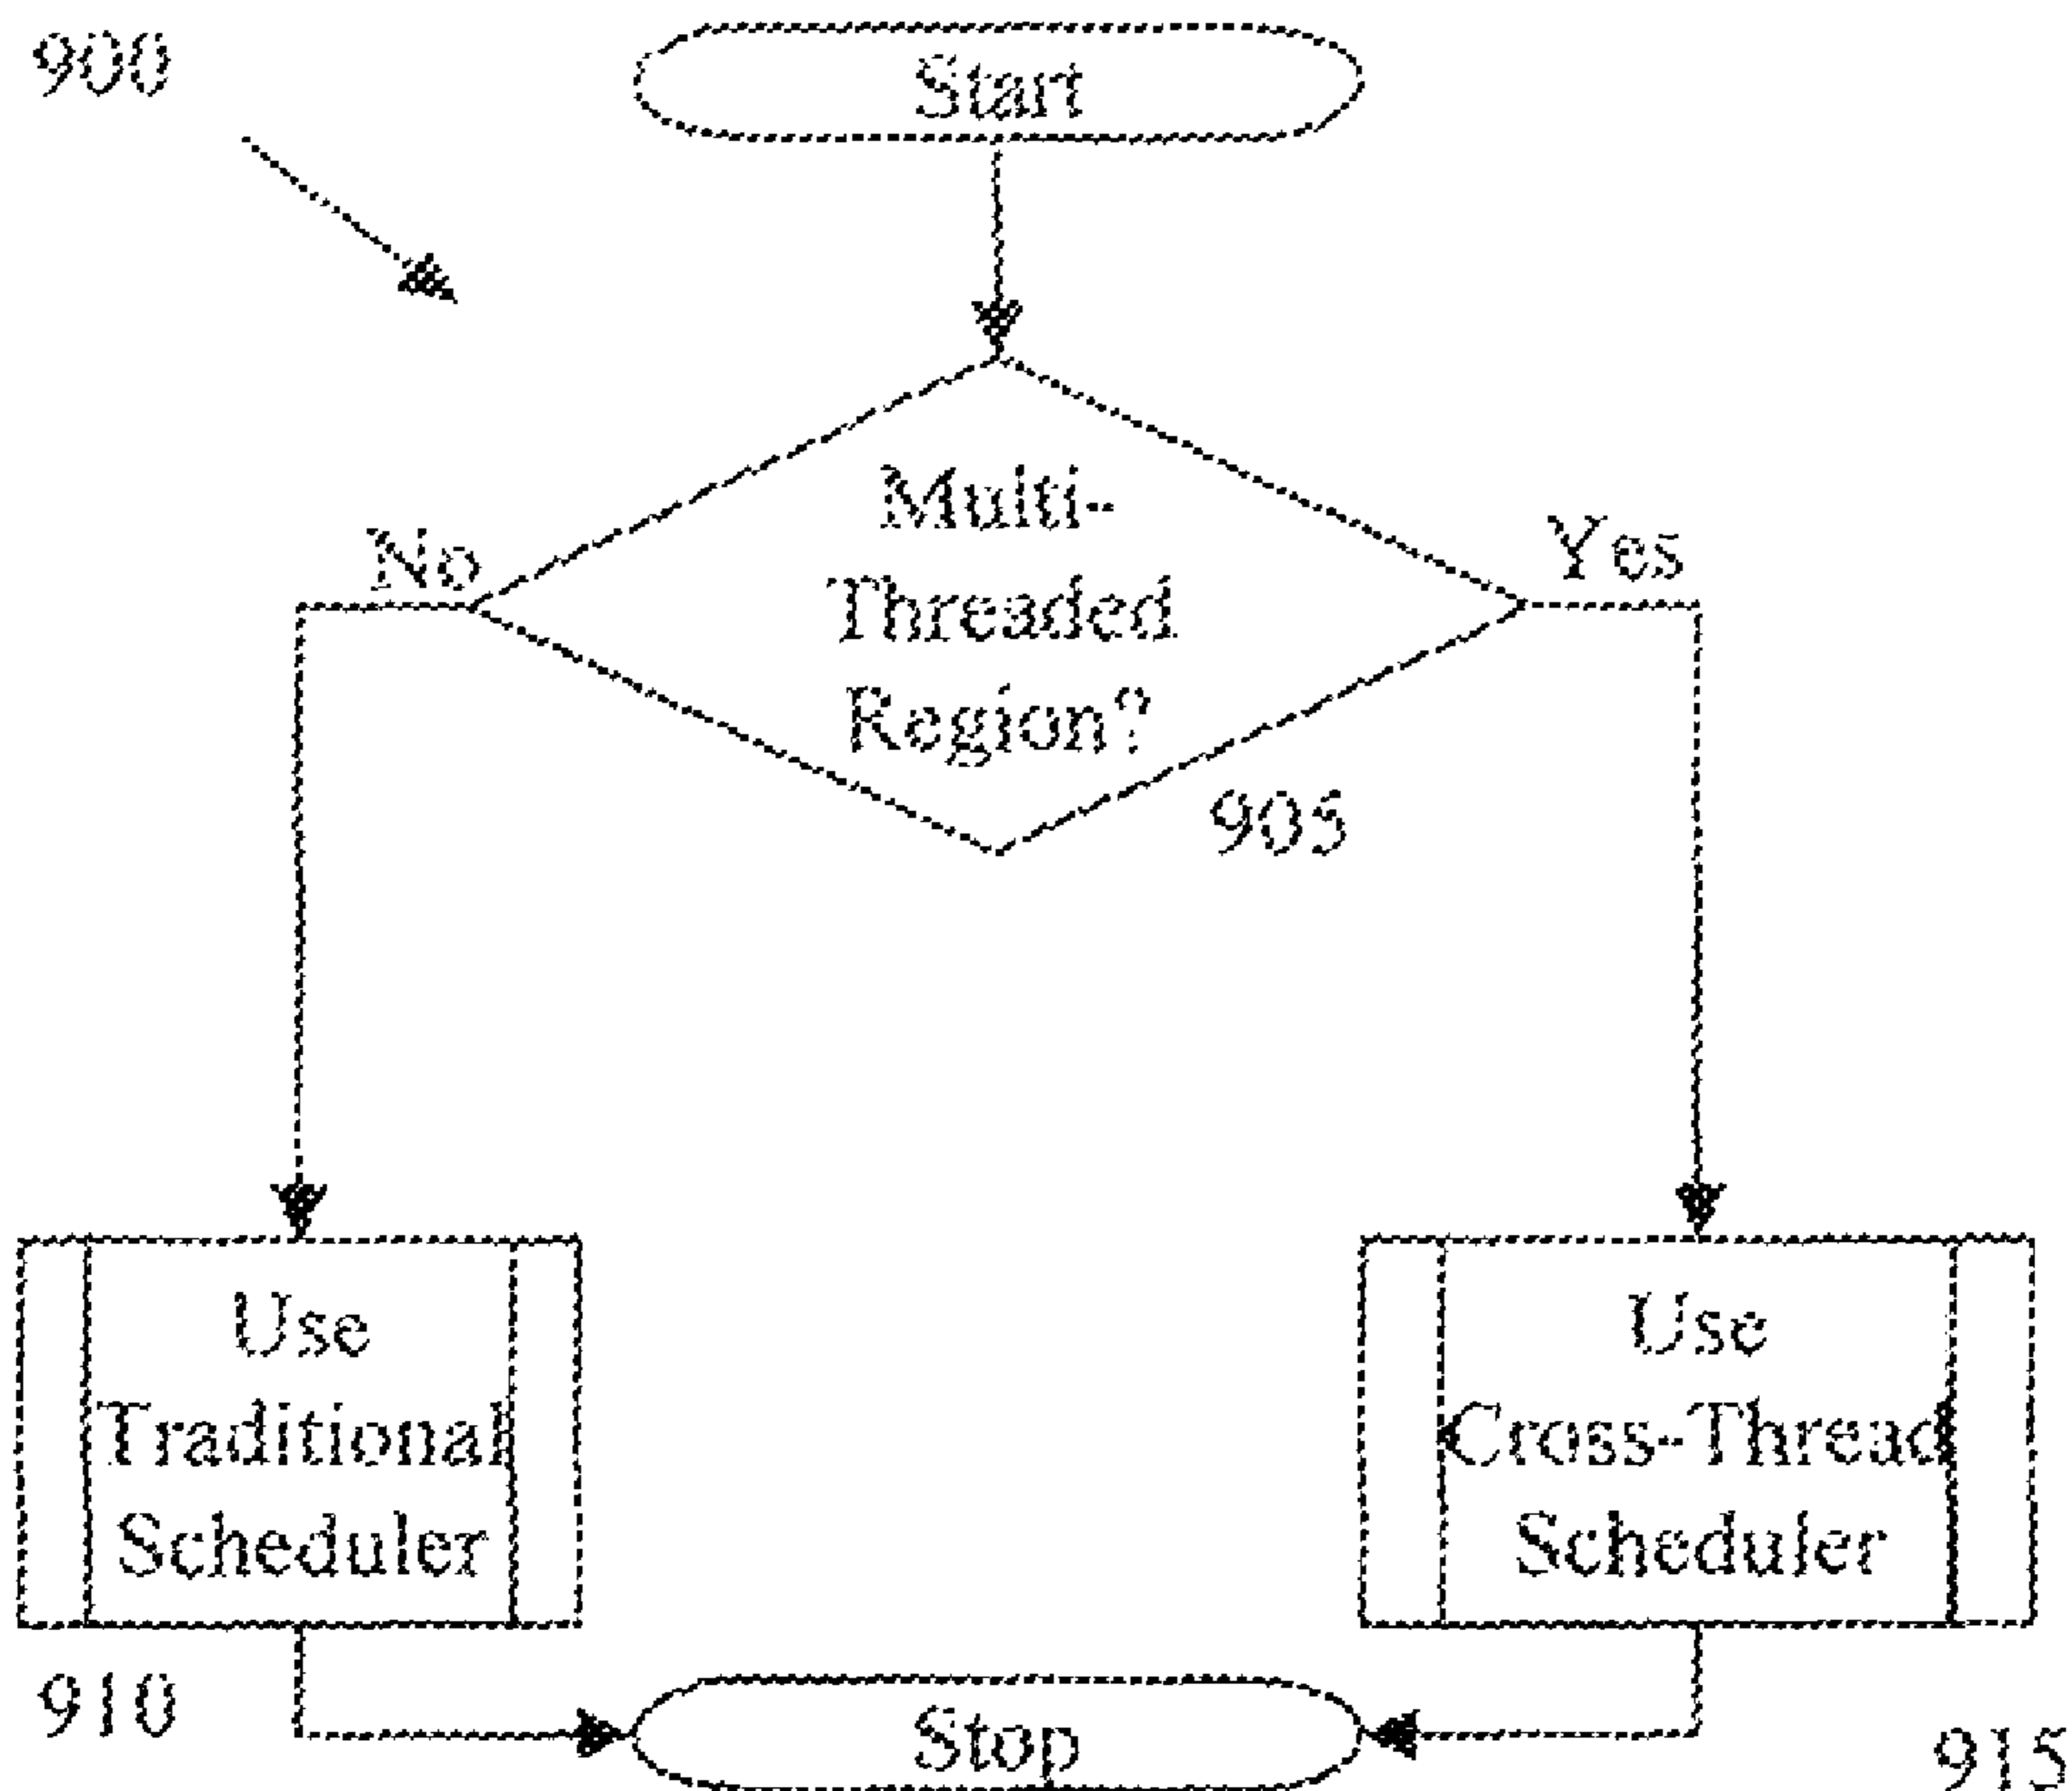 900
Start
Multi-
Threaded
Region?
No
Yes
905
Use
Traditional
Scheduler
910
Use
Cross-Thread
Scheduler
915
Stop